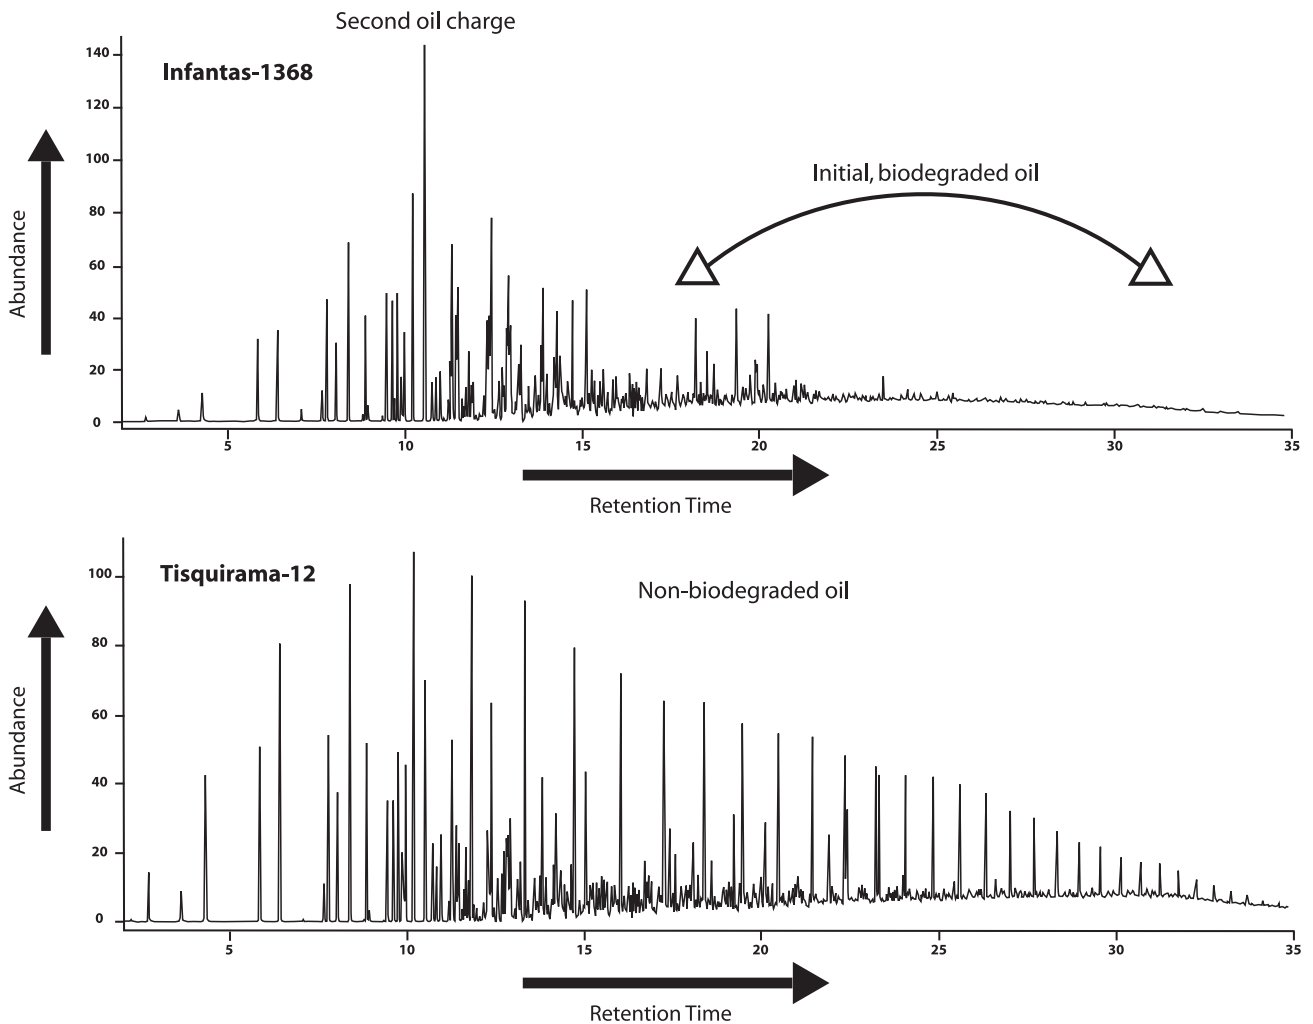 Second oil charge
Infantas-1368
140
120
100
80
60
40
20
0
Abundance
Initial, biodegraded oil
5 10 15 20 25 30 35
Retention Time
Tisquirama-12
Non-biodegraded oil
100
80
60
40
20
0
Abundance
5 10 15 20 25 30 35
Retention Time